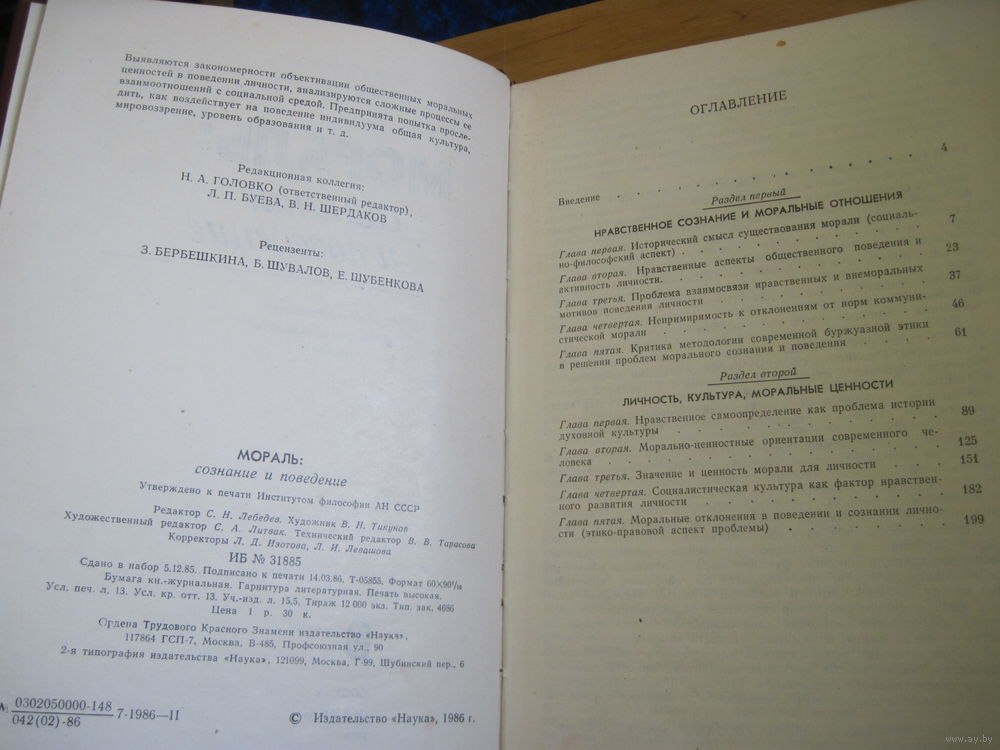 Выявляются закономерности объективации общественных моральных
ценностей в поведении личности, анализируются сложные процессы ее
взаимоотношений с социальной средой. Предпринята попытка просле-
дить, как воздействует на поведение индивидуума общая культура,
мировоззрение, уровень образования и т. д.
Редакционная коллегия:
Н. А. ГОЛОВКО (ответственный редактор),
Л. П. БУЕВА, В. Н. ШЕРДАКОВ
Рецензенты:
З. БЕРБЕШКИНА, Б. ШУВАЛОВ, Е. ШУБЕНКОВА
МОРАЛЬ:
сознание и поведение
Утверждено к печати Институтом философии АН СССР
Редактор С. Н. Лебедев. Художник В. Н. Тикунов
Художественный редактор С. А. Литвак. Технический редактор В. В. Тарасова
Корректоры Л. Д. Изотова, Л. И. Левашова
ИБ № 31885
Сдано в набор 5.12.85. Подписано к печати 14.03.86. Т-05855. Формат 60×90¹/₁₆
Бумага кн.-журнальная. Гарнитура литературная. Печать высокая.
Усл. печ. л. 13. Усл. кр. отт. 13. Уч.-изд. л. 15,5. Тираж 12 000 экз. Тип. зак. 4686
Цена 1 р. 30 к.
Ордена Трудового Красного Знамени издательство «Наука»,
117864 ГСП-7, Москва, В-485, Профсоюзная ул., 90
2-я типография издательства «Наука», 121099, Москва, Г-99, Шубинский пер., 6
0302050000-148
042(02)-86
7-1986—II
© Издательство «Наука», 1986 г.
ОГЛАВЛЕНИЕ
Введение . . . . . . . . . . 4
Раздел первый
НРАВСТВЕННОЕ СОЗНАНИЕ И МОРАЛЬНЫЕ ОТНОШЕНИЯ
Глава первая. Исторический смысл существования морали (социаль-
но-философский аспект) . . . . . . . . . . 7
Глава вторая. Нравственные аспекты общественного поведения и
активность личности. . . . . . . . . . 23
Глава третья. Проблема взаимосвязи нравственных и внеморальных
мотивов поведения личности . . . . . . . . . . 37
Глава четвертая. Непримиримость к отклонениям от норм коммуни-
стической морали . . . . . . . . . . 46
Глава пятая. Критика методологии современной буржуазной этики
в решении проблем морального сознания и поведения . . . . 61
Раздел второй
ЛИЧНОСТЬ, КУЛЬТУРА, МОРАЛЬНЫЕ ЦЕННОСТИ
Глава первая. Нравственное самоопределение как проблема истории
духовной культуры . . . . . . . . . . 89
Глава вторая. Морально-ценностные ориентации современного че-
ловека . . . . . . . . . . 125
Глава третья. Значение и ценность морали для личности . . . . 151
Глава четвертая. Социалистическая культура как фактор нравствен-
ного развития личности . . . . . . . . . . 182
Глава пятая. Моральные отклонения в поведении и сознании лично-
сти (этико-правовой аспект проблемы) . . . . . . . 199
www.ay.by